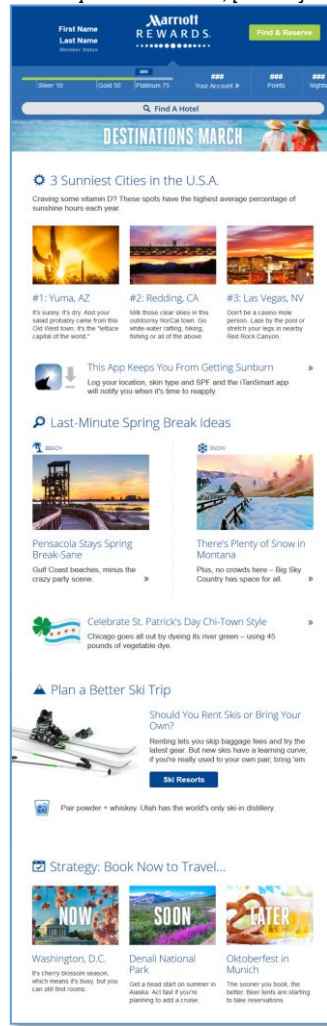 First Name
Last Name
Member Status
Marriott
REWARDS.
Find & Reserve
###
Silver 10
Gold 50
Platinum 75
###
Your Account »
###
Points
###
Nights
Find A Hotel
DESTINATIONS MARCH
3 Sunniest Cities in the U.S.A.
Craving some vitamin D? These spots have the highest average percentage of
sunshine hours each year.
#1: Yuma, AZ
It's sunny. It's dry. And your
salad probably came from this
Old West town, it's the "lettuce
capital of the world."
#2: Redding,
CA
Milk those clear skies in this
outdoorsy NorCal town. Go
white-water rafting, hiking,
fishing or all of the above.
#3: Las Vegas, NV
Don't be a casino mole
person. Laze by the pool or
stretch your legs in nearby
Red Rock Canyon.
This App Keeps You From Getting Sunburn »
Log your location, skin type and SPF and the iTanSmart app
will notify you when it's time to reapply.
Last-Minute Spring Break Ideas
BEACH
Pensacola Stays Spring
Break-Sane
Gulf Coast beaches, minus the
crazy party scene. »
SNOW
There's Plenty of Snow in
Montana
Plus, no crowds here – Big Sky
Country has space for all. »
Celebrate St. Patrick's Day Chi-Town Style »
Chicago goes all out by dyeing its river green – using 45
pounds of vegetable dye.
Plan a Better Ski Trip
Should You Rent Skis or Bring Your
Own?
Renting lets you skip baggage fees and try the
latest gear. But new skis have a learning curve,
if you're really used to your own pair, bring 'em.
Ski Resorts
Pair powder + whiskey. Utah has the world's only ski-in distillery.
Strategy: Book Now to Travel...
NOW
Washington, D.C.
It's cherry blossom season,
which means it's busy, but you
can still find rooms.
SOON
Denali National
Park
Get a head start on summer in
Alaska. Act fast if you're
planning to add a cruise.
LATER
Oktoberfest in
Munich
The sooner you book, the
better. Beer tents are starting
to take reservations.